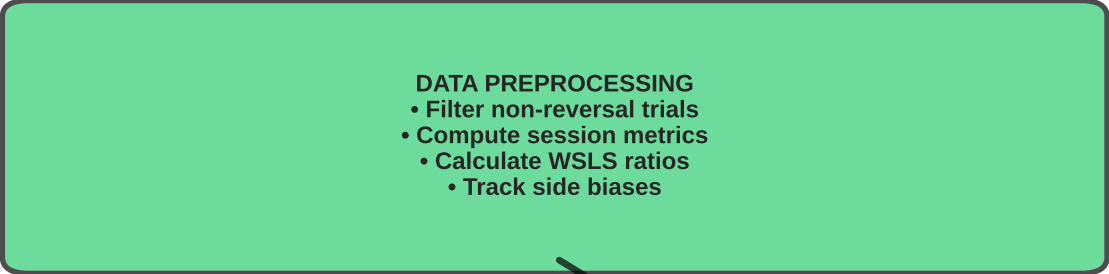 DATA PREPROCESSING
• Filter non-reversal trials
• Compute session metrics
• Calculate WSLS ratios
• Track side biases